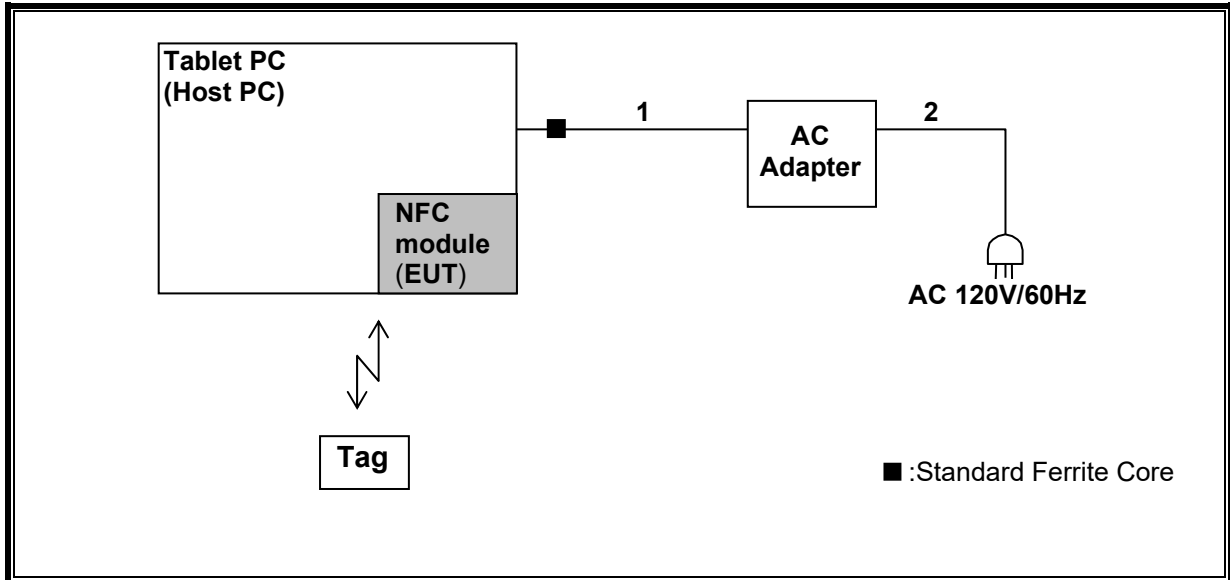 Tablet PC
(Host PC)
1
AC
Adapter
2
NFC
module
(EUT)
AC 120V/60Hz
Tag
■ :Standard Ferrite Core